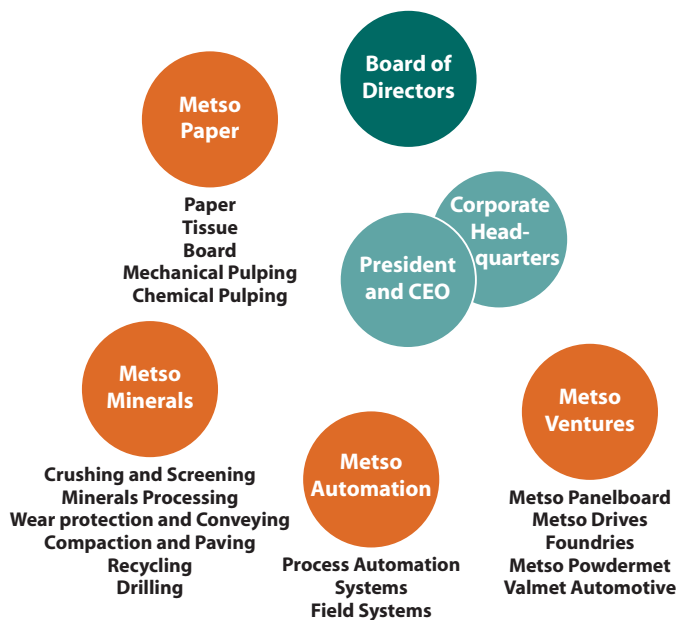 Board of
Directors
Metso
Paper
Paper
Tissue
Board
Mechanical Pulping
Chemical Pulping
Corporate
Head-
quarters
President
and CEO
Metso
Minerals
Crushing and Screening
Minerals Processing
Wear protection and Conveying
Compaction and Paving
Recycling
Drilling
Metso
Automation
Process Automation
Systems
Field Systems
Metso
Ventures
Metso Panelboard
Metso Drives
Foundries
Metso Powdermet
Valmet Automotive